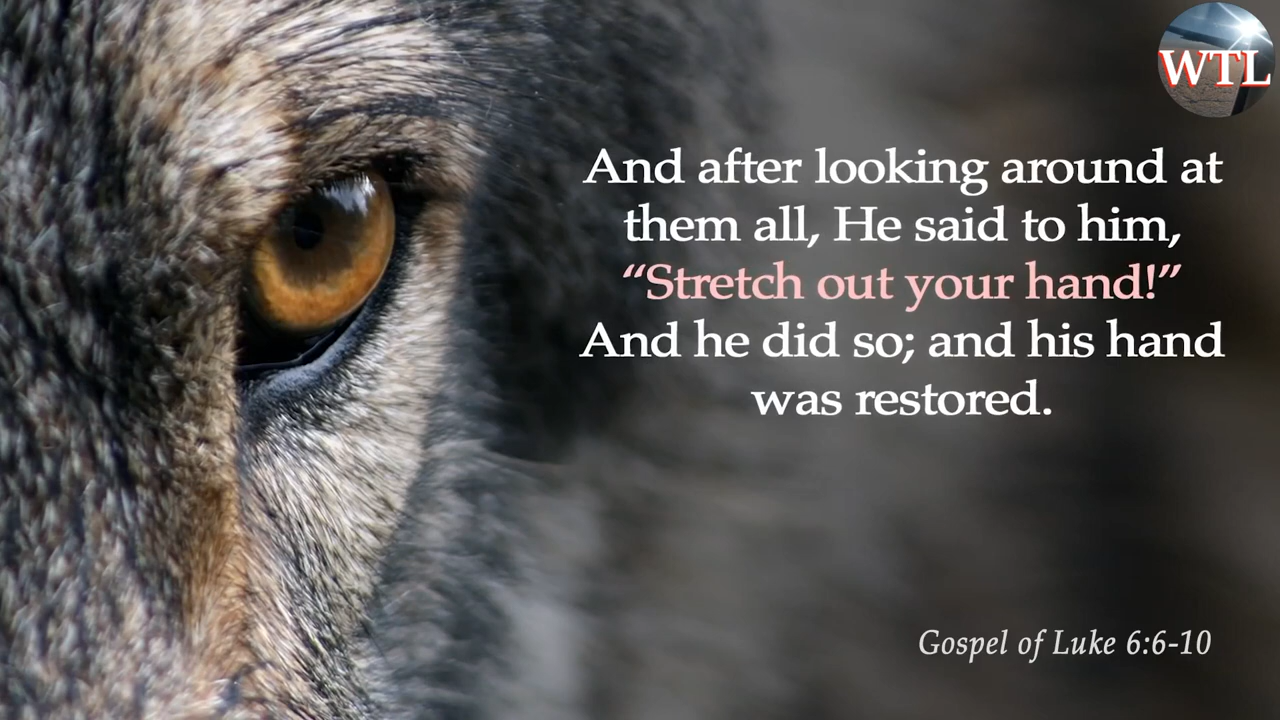 WTL
And after looking around at
them all, He said to him,
“Stretch out your hand!”
And he did so; and his hand
was restored.
Gospel of Luke 6:6-10